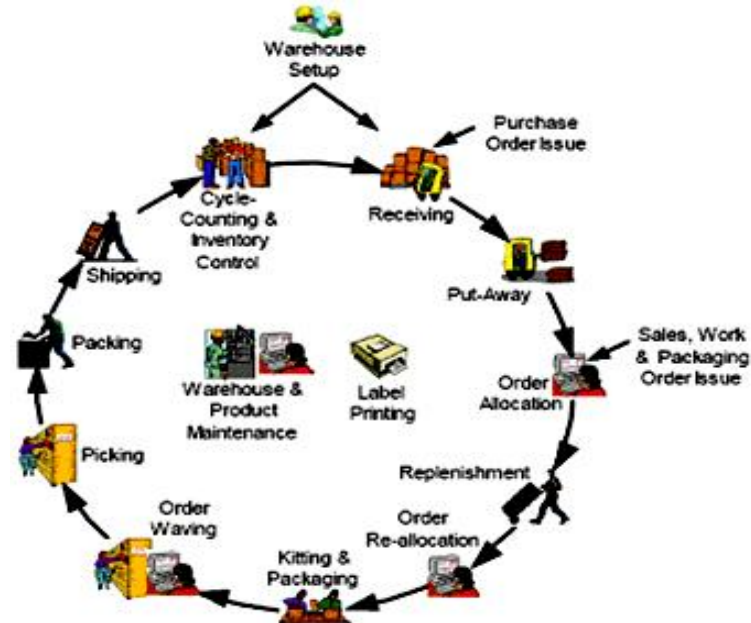 Warehouse
Setup
Purchase
Order Issue
Cycle-
Counting &
Inventory
Control
Receiving
Shipping
Put-Away
Packing
Sales, Work
& Packaging
Order Issue
Warehouse &
Product
Maintenance
Label
Printing
Order
Allocation
Picking
Replenishment
Order
Waving
Order
Re-allocation
Kitting &
Packaging